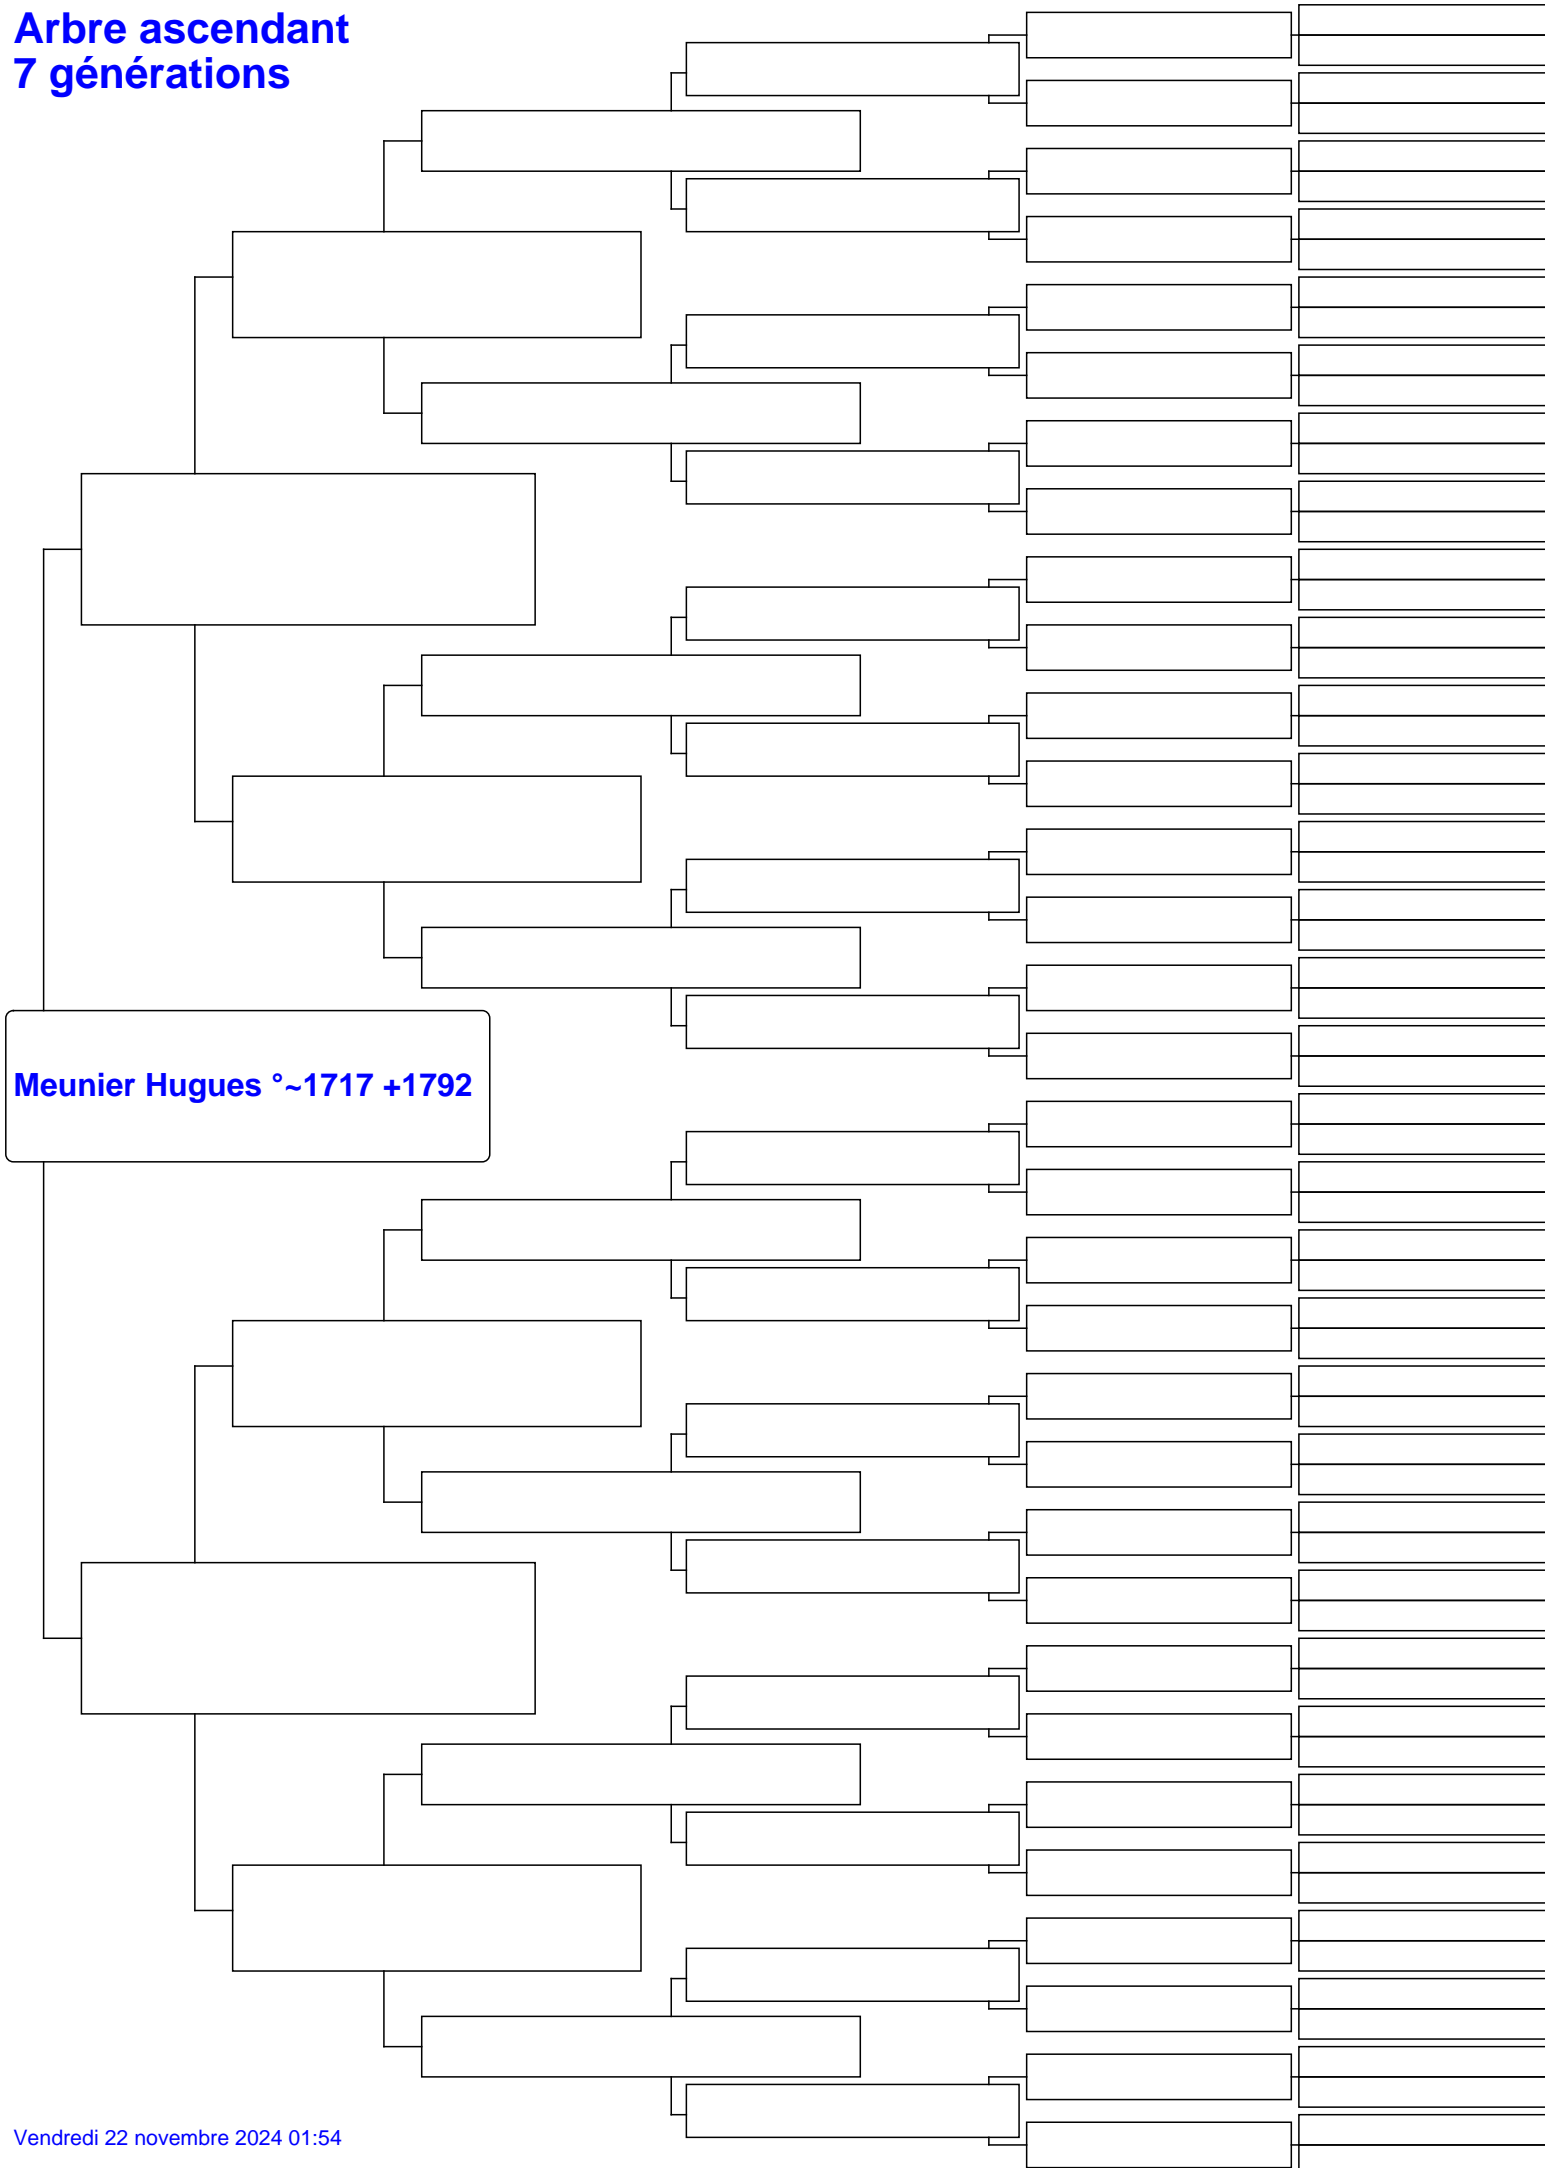 Arbre ascendant
7 générations
Meunier Hugues °~1717 +1792
Vendredi 22 novembre 2024 01:54